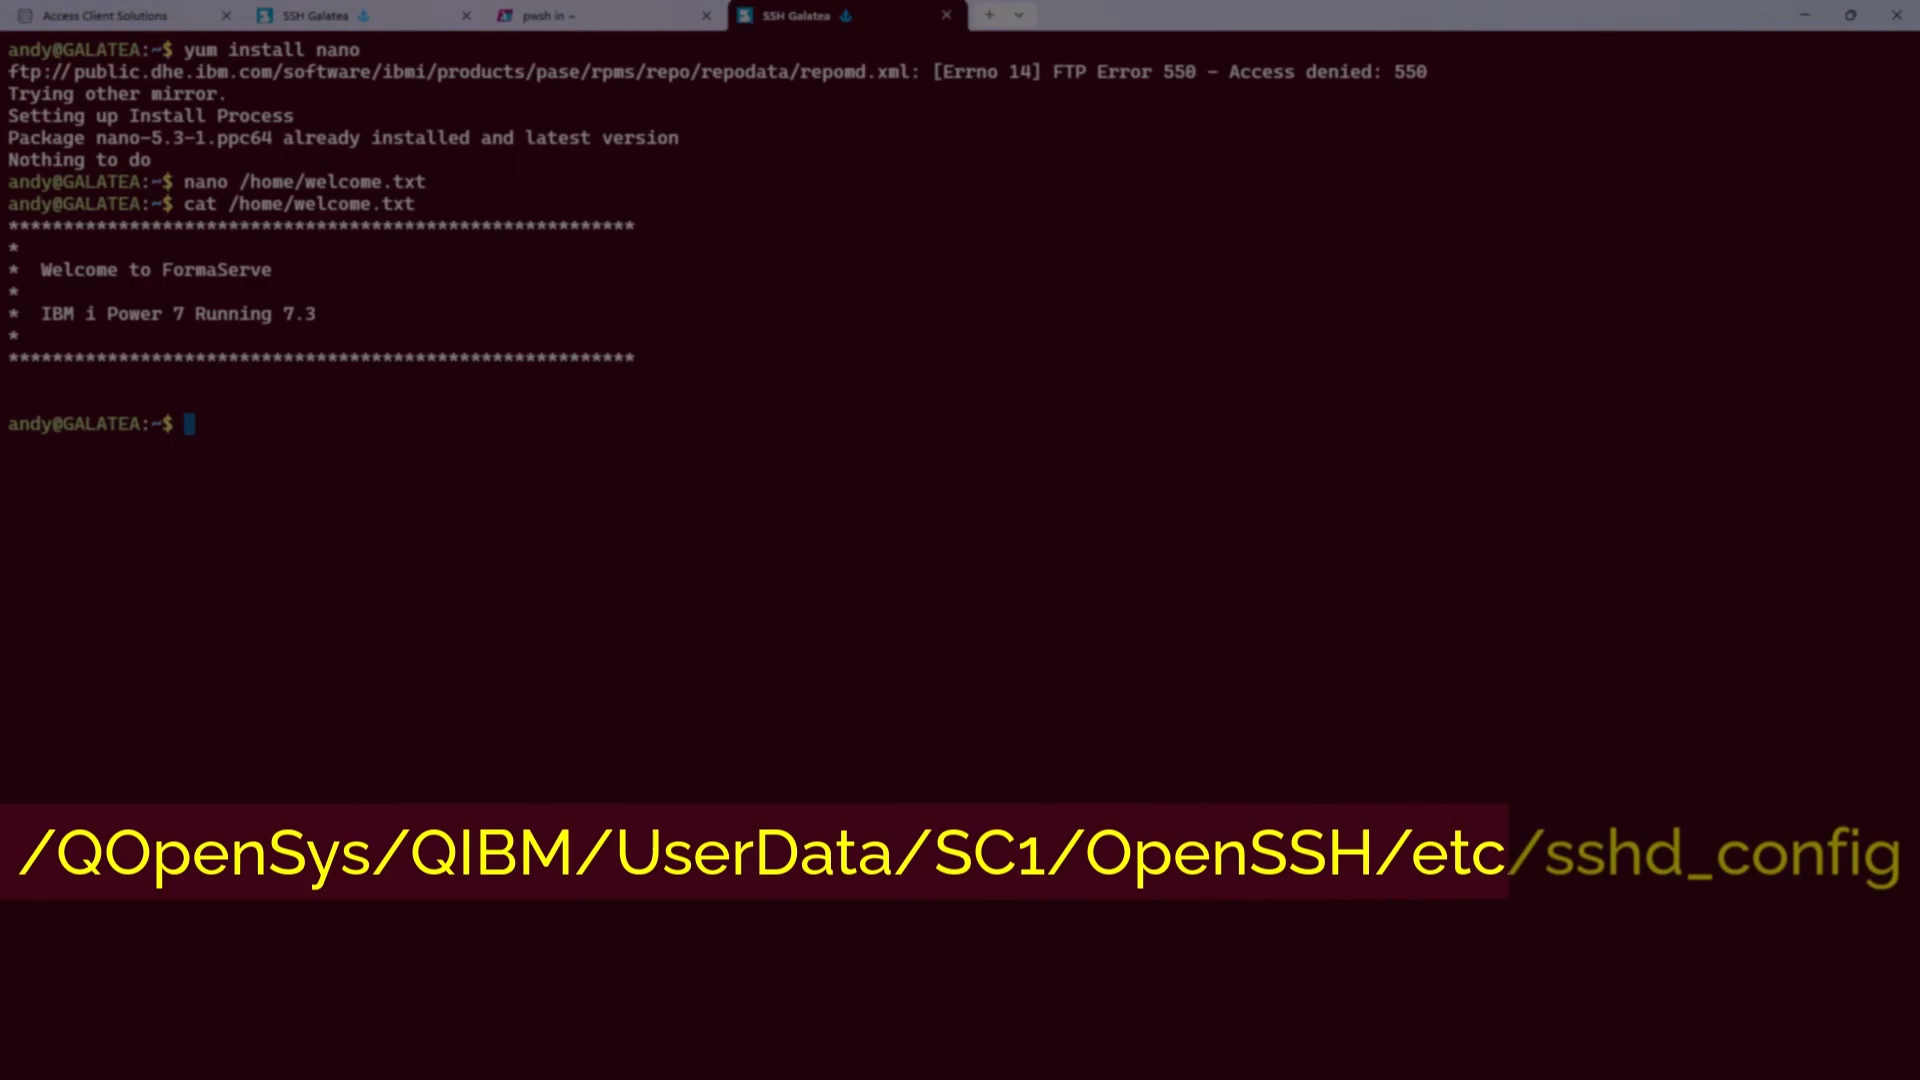 Access Client Solutions
SSH Galatea
pwsh in ~
SSH Galatea
andy@GALATEA:~$ yum install nano
ftp://public.dhe.ibm.com/software/ibmi/products/pase/rpms/repo/repodata/repomd.xml: [Errno 14] FTP Error 550 - Access denied: 550
Trying other mirror.
Setting up Install Process
Package nano-5.3-1.ppc64 already installed and latest version
Nothing to do
andy@GALATEA:~$ nano /home/welcome.txt
andy@GALATEA:~$ cat /home/welcome.txt
*********************************************************
*
* Welcome to FormaServe
*
* IBM i Power 7 Running 7.3
*
*********************************************************
andy@GALATEA:~$
/QOpenSys/QIBM/UserData/SC1/OpenSSH/etc/sshd_config